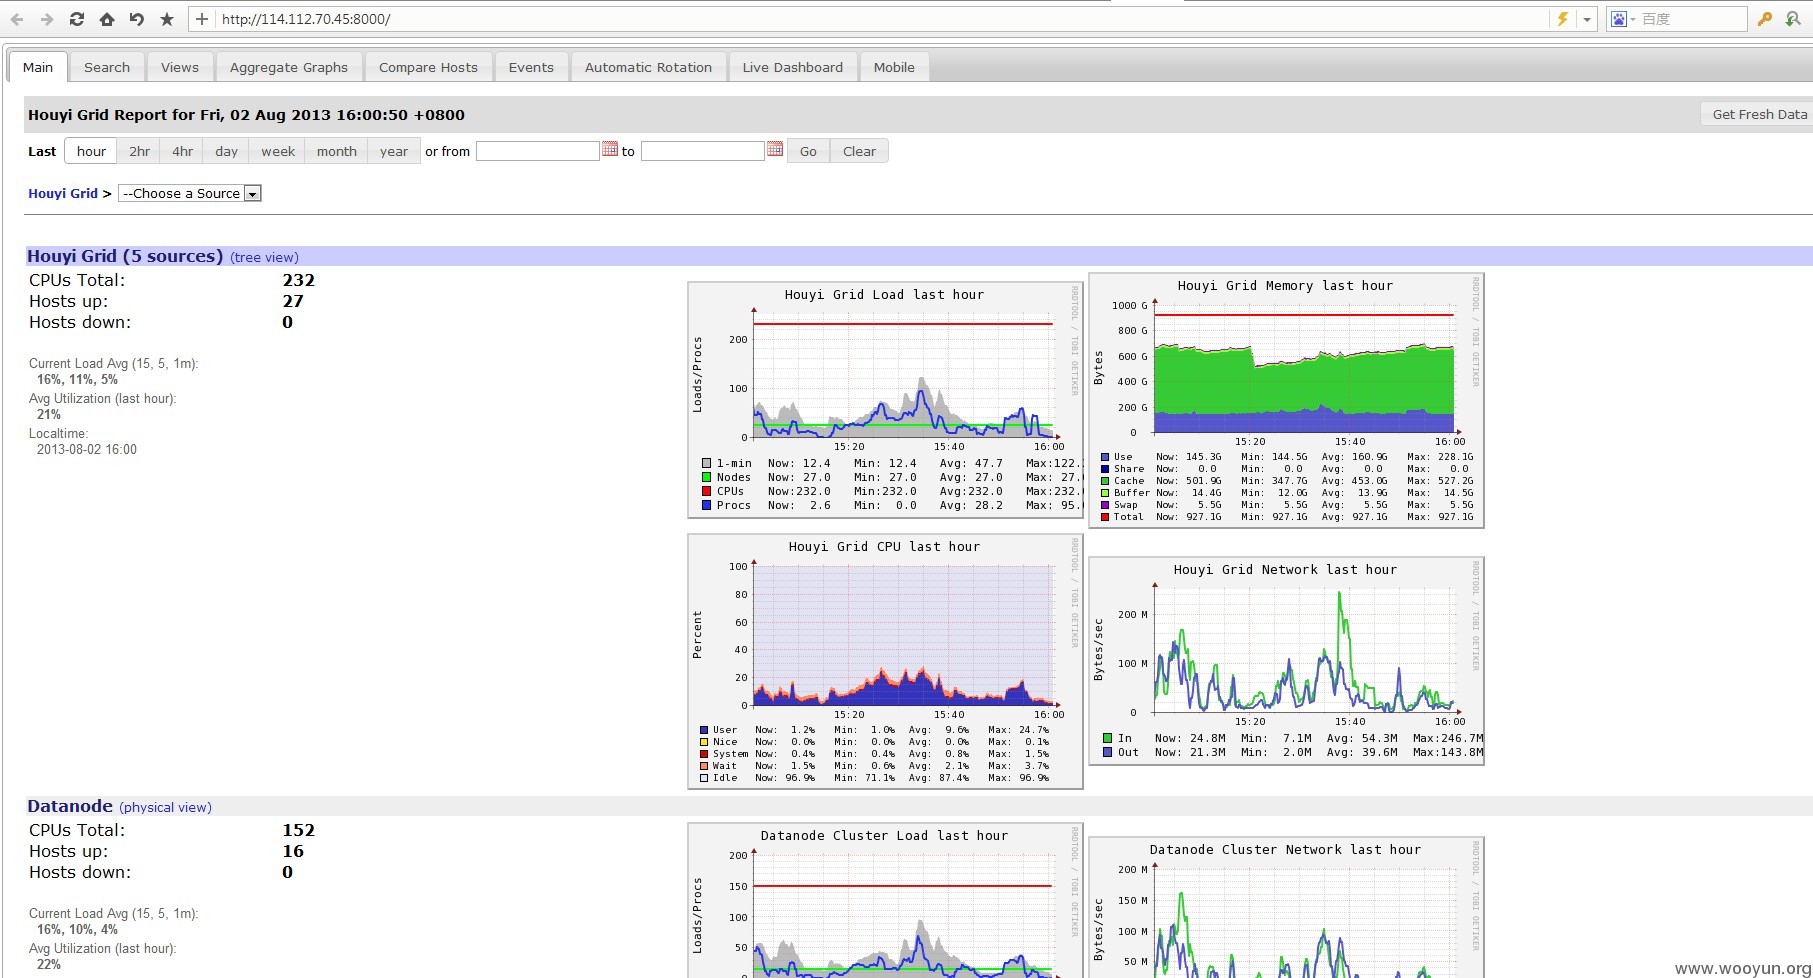 http://114.112.70.45:8000/
百度
Main Search Views Aggregate Graphs Compare Hosts Events Automatic Rotation Live Dashboard Mobile
Houyi Grid Report for Fri, 02 Aug 2013 16:00:50 +0800
Get Fresh Data
Last hour 2hr 4hr day week month year or from to Go Clear
Houyi Grid > --Choose a Source
Houyi Grid (5 sources) (tree view)
CPUs Total: 232
Hosts up: 27
Hosts down: 0
Current Load Avg (15, 5, 1m):
16%, 11%, 5%
Avg Utilization (last hour):
21%
Localtime:
2013-08-02 16:00
Houyi Grid Load last hour
RRDTOOL / TOBI OETIKER
Loads/Procs
200
100
0
15:20 15:40 16:00
1-min Now: 12.4 Min: 12.4 Avg: 47.7 Max:122.
Nodes Now: 27.0 Min: 27.0 Avg: 27.0 Max: 27.
CPUs Now:232.0 Min:232.0 Avg:232.0 Max:232.
Procs Now: 2.6 Min: 0.0 Avg: 28.2 Max: 95.
Houyi Grid Memory last hour
RRDTOOL / TOBI OETIKER
Bytes
1000 G
800 G
600 G
400 G
200 G
0
15:20 15:40 16:00
Use Now: 145.3G Min: 144.5G Avg: 160.9G Max: 228.1G
Share Now: 0.0 Min: 0.0 Avg: 0.0 Max: 0.0
Cache Now: 501.9G Min: 347.7G Avg: 453.0G Max: 527.2G
Buffer Now: 14.4G Min: 12.0G Avg: 13.9G Max: 14.5G
Swap Now: 5.5G Min: 5.5G Avg: 5.5G Max: 5.5G
Total Now: 927.1G Min: 927.1G Avg: 927.1G Max: 927.1G
Houyi Grid CPU last hour
RRDTOOL / TOBI OETIKER
Percent
100
80
60
40
20
0
15:20 15:40 16:00
User Now: 1.2% Min: 1.0% Avg: 9.6% Max: 24.7%
Nice Now: 0.0% Min: 0.0% Avg: 0.0% Max: 0.1%
System Now: 0.4% Min: 0.4% Avg: 0.8% Max: 1.5%
Wait Now: 1.5% Min: 0.6% Avg: 2.1% Max: 3.7%
Idle Now: 96.9% Min: 71.1% Avg: 87.4% Max: 96.9%
Houyi Grid Network last hour
RRDTOOL / TOBI OETIKER
Bytes/sec
200 M
100 M
0
15:20 15:40 16:00
In Now: 24.8M Min: 7.1M Avg: 54.3M Max:246.7M
Out Now: 21.3M Min: 2.0M Avg: 39.6M Max:143.8M
Datanode (physical view)
CPUs Total: 152
Hosts up: 16
Hosts down: 0
Current Load Avg (15, 5, 1m):
16%, 10%, 4%
Avg Utilization (last hour):
22%
Datanode Cluster Load last hour
RRDTOOL / TOBI OETIKER
Loads/Procs
200
150
100
50
Datanode Cluster Network last hour
RRDTOOL / TOBI OETIKER
Bytes/sec
200 M
150 M
100 M
50 M
www.wooyun.org